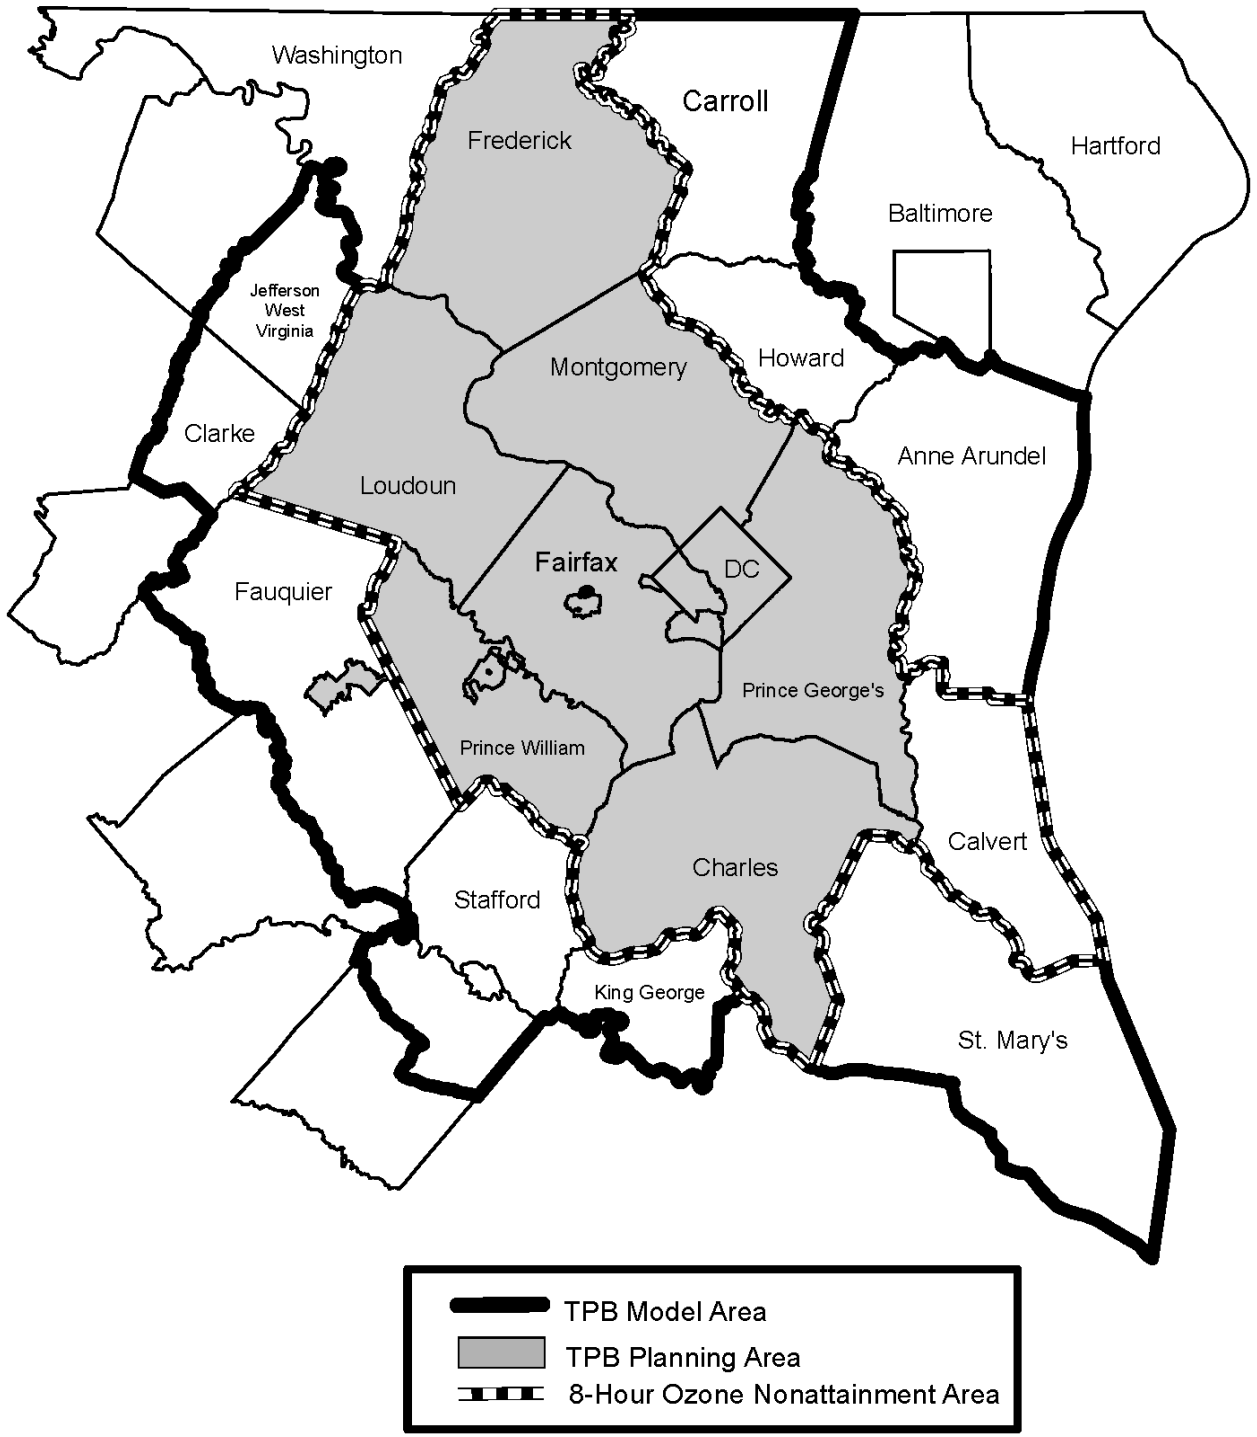 Washington
Carroll
Frederick
Hartford
Baltimore
Jefferson
West
Virginia
Howard
Montgomery
Clarke
Anne Arundel
Loudoun
Fairfax
DC
Fauquier
Prince George's
Prince William
Calvert
Charles
Stafford
King George
St. Mary's
TPB Model Area
TPB Planning Area
8-Hour Ozone Nonattainment Area